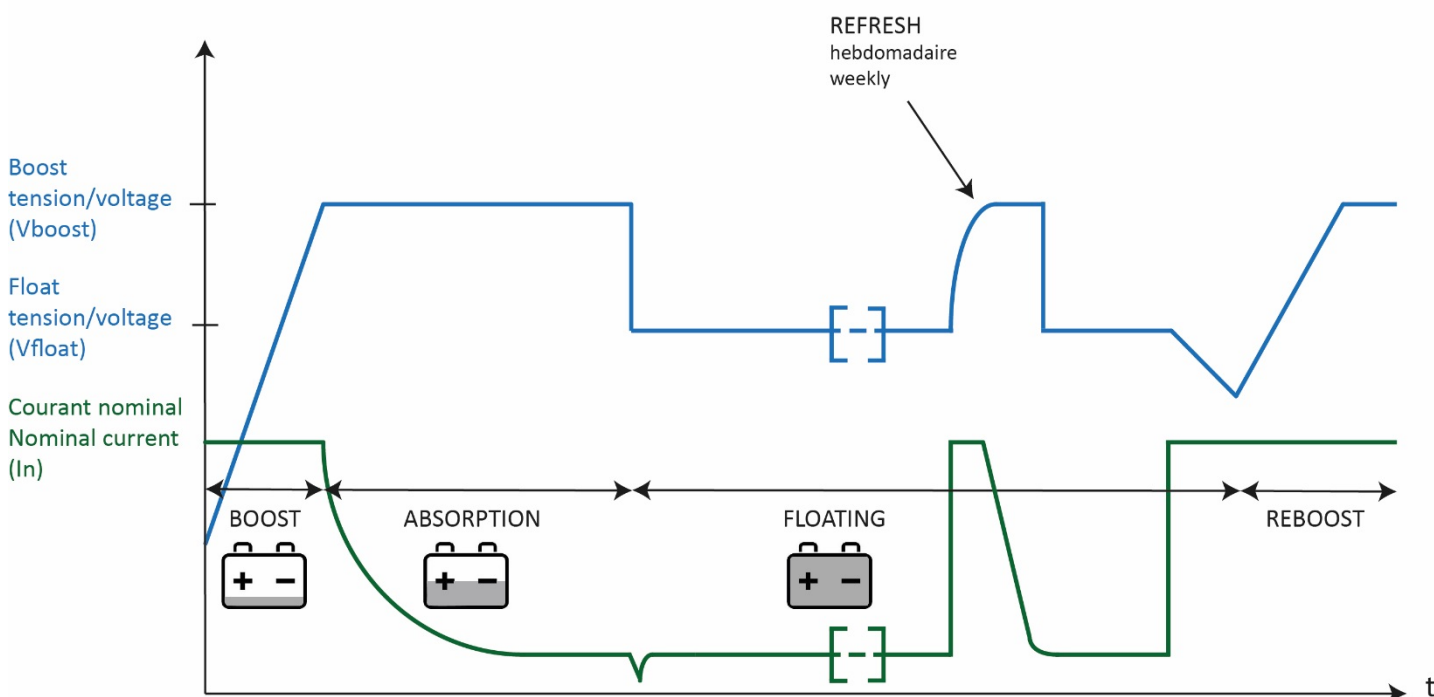 REFRESH
hebdomadaire
weekly
Boost
tension/voltage
(Vboost)
Float
tension/voltage
(Vfloat)
Courant nominal
Nominal current
(In)
BOOST
ABSORPTION
FLOATING
REBOOST
+ −
+ −
+ −
t